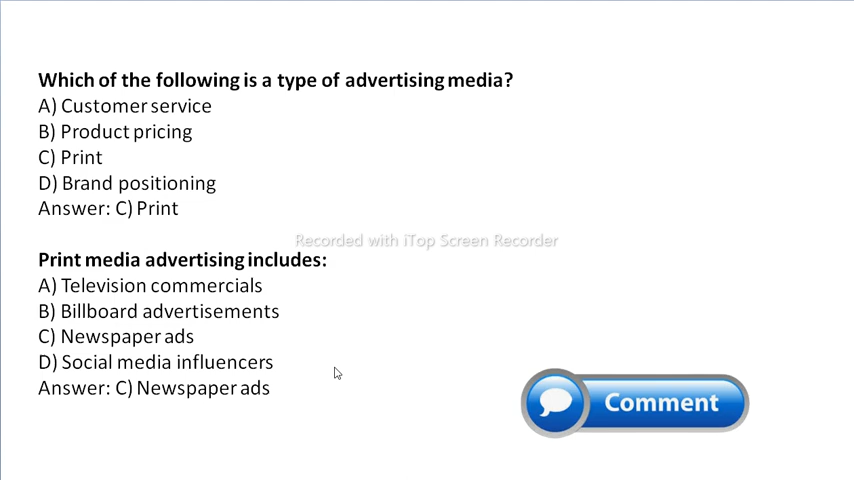 Which of the following is a type of advertising media?
A) Customer service
B) Product pricing
C) Print
D) Brand positioning
Answer: C) Print
Recorded with iTop Screen Recorder
Print media advertising includes:
A) Television commercials
B) Billboard advertisements
C) Newspaper ads
D) Social media influencers
Answer: C) Newspaper ads
Comment